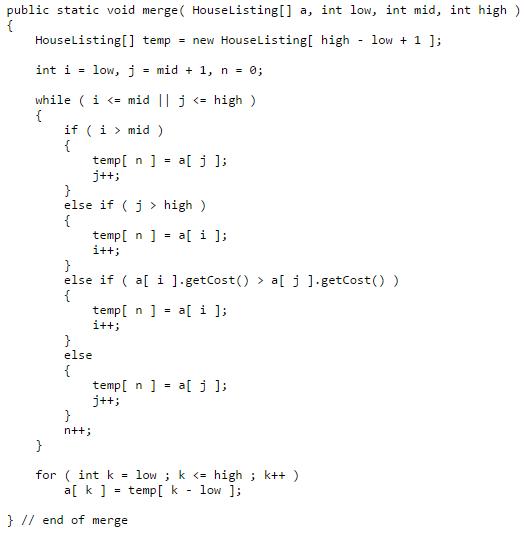 public static void merge( HouseListing[] a, int low, int mid, int high )
{
    HouseListing[] temp = new HouseListing[ high - low + 1 ];

    int i = low, j = mid + 1, n = 0;

    while ( i <= mid || j <= high )
    {
        if ( i > mid )
        {
            temp[ n ] = a[ j ];
            j++;
        }
        else if ( j > high )
        {
            temp[ n ] = a[ i ];
            i++;
        }
        else if ( a[ i ].getCost() > a[ j ].getCost() )
        {
            temp[ n ] = a[ i ];
            i++;
        }
        else
        {
            temp[ n ] = a[ j ];
            j++;
        }
        n++;
    }

    for ( int k = low ; k <= high ; k++ )
        a[ k ] = temp[ k - low ];

} // end of merge